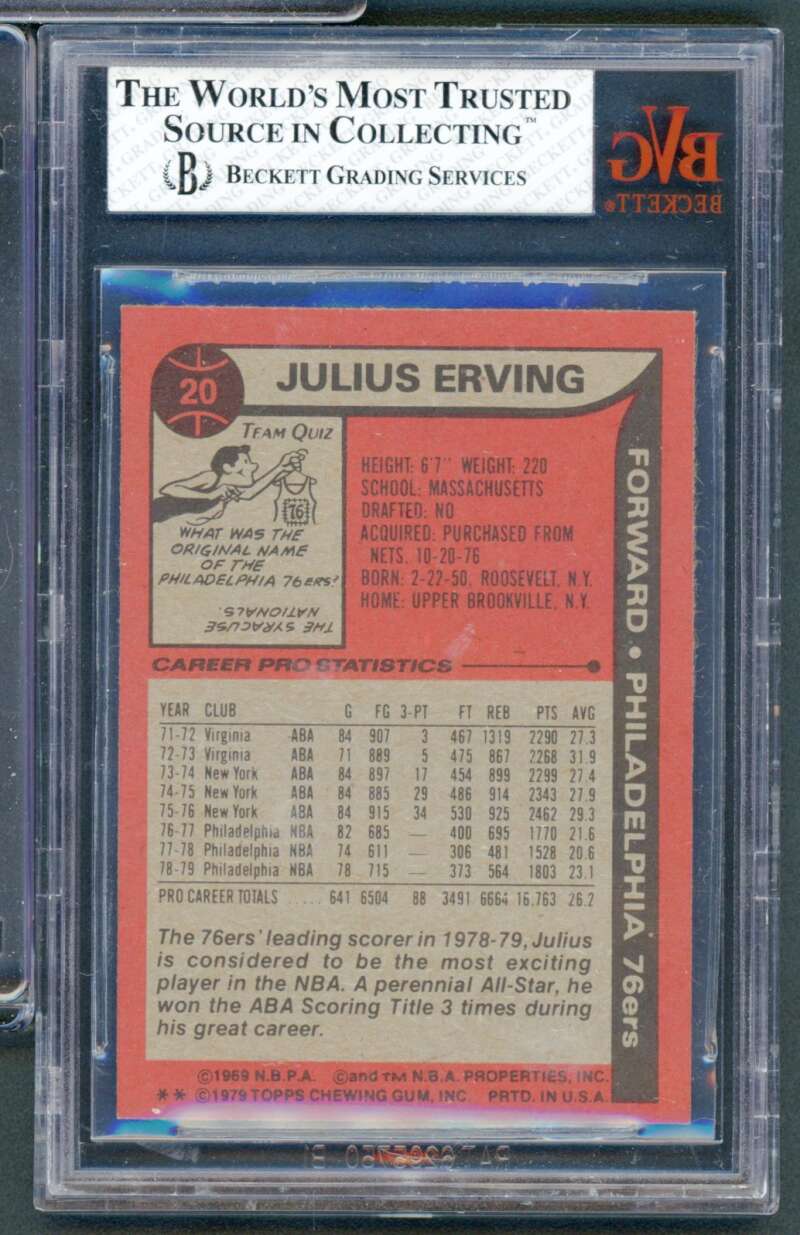 THE WORLD'S MOST TRUSTED
SOURCE IN COLLECTING™
B BECKETT GRADING SERVICES
BVG
BECKETT®
20
JULIUS ERVING
TEAM QUIZ
76
WHAT WAS THE
ORIGINAL NAME
OF THE
PHILADELPHIA 76ERS?
THE SYRACUSE
NATIONALS.
HEIGHT: 6'7" WEIGHT: 220
SCHOOL: MASSACHUSETTS
DRAFTED: NO
ACQUIRED: PURCHASED FROM
NETS, 10-20-76
BORN: 2-22-50, ROOSEVELT, N.Y.
HOME: UPPER BROOKVILLE, N.Y.
FORWARD • PHILADELPHIA 76ers
CAREER PRO STATISTICS
YEAR CLUB G FG 3-PT FT REB PTS AVG
71-72 Virginia ABA 84 907 3 467 1319 2290 27.3
72-73 Virginia ABA 71 889 5 475 867 2268 31.9
73-74 New York ABA 84 897 17 454 899 2299 27.4
74-75 New York ABA 84 885 29 486 914 2343 27.9
75-76 New York ABA 84 915 34 530 925 2462 29.3
76-77 Philadelphia NBA 82 685 — 400 695 1770 21.6
77-78 Philadelphia NBA 74 611 — 306 481 1528 20.6
78-79 Philadelphia NBA 78 715 — 373 564 1803 23.1
PRO CAREER TOTALS ..... 641 6504 88 3491 6664 16,763 26.2
The 76ers' leading scorer in 1978-79, Julius
is considered to be the most exciting
player in the NBA. A perennial All-Star, he
won the ABA Scoring Title 3 times during
his great career.
©1969 N.B.P.A. ©and TM N.B.A. PROPERTIES, INC.
** ©1979 TOPPS CHEWING GUM, INC. PRTD. IN U.S.A.